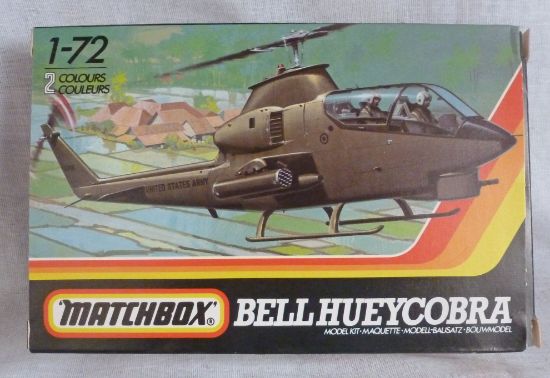 1-72
2 COLOURS
COULEURS
UNITED STATES ARMY
'MATCHBOX'®
BELL HUEYCOBRA
MODEL KIT • MAQUETTE • MODELL-BAUSATZ • BOUWMODEL